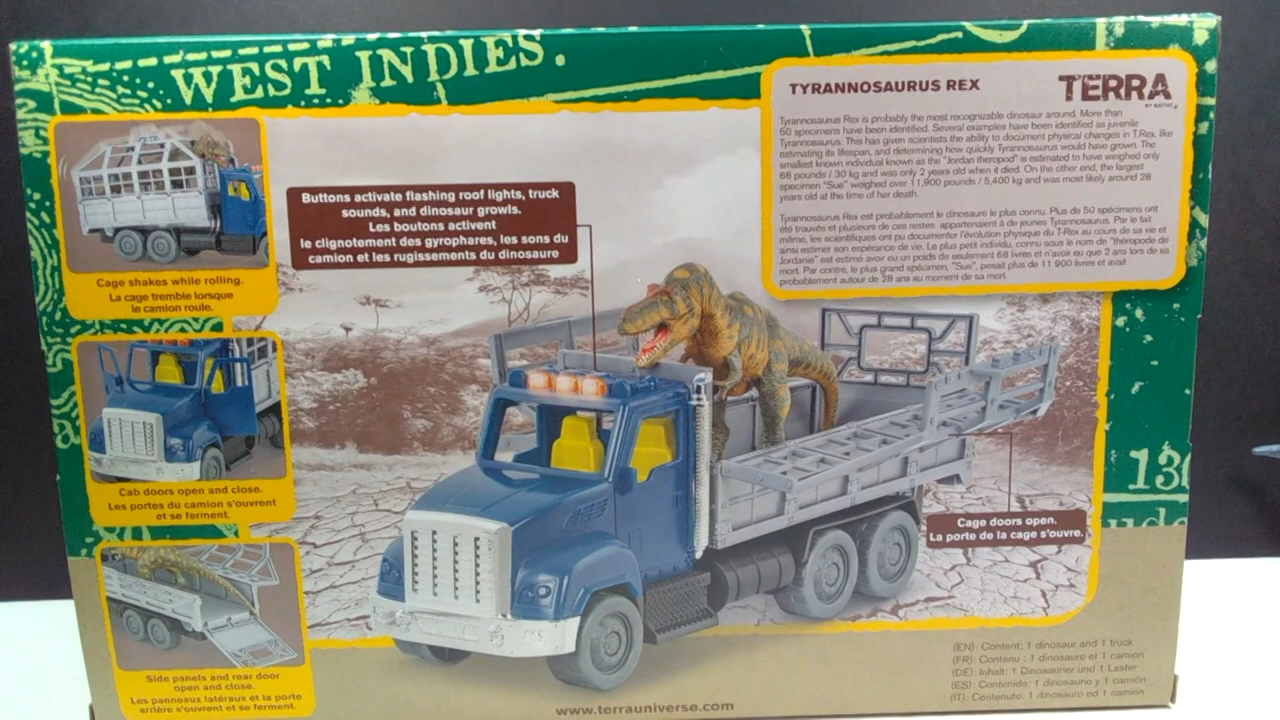 WEST INDIES.
TYRANNOSAURUS REX
TERRA
BY BATTAT
Tyrannosaurus Rex is probably the most recognizable dinosaur around. More than
50 specimens have been identified. Several examples have been identified as juvenile
Tyrannosaurus. This has given scientists the ability to document physical changes in T.Rex, like
estimating its lifespan, and determining how quickly Tyrannosaurus would have grown. The
smallest known individual known as the "Jordan theropod" is estimated to have weighed only
66 pounds / 30 kg and was only 2 years old when it died. On the other end, the largest
specimen "Sue" weighed over 11,900 pounds / 5,400 kg and was most likely around 28
years old at the time of her death.
Tyrannosaurus Rex est probablement le dinosaure le plus connu. Plus de 50 spécimens ont
été trouvés et plusieurs de ces restes appartenaient à de jeunes Tyrannosaurus. Par le fait
même, les scientifiques ont pu documenter l'évolution physique du T-Rex au cours de sa vie et
ainsi estimer son espérance de vie. Le plus petit individu, connu sous le nom de "théropode de
Jordanie" est estimé avoir eu un poids de seulement 66 livres et n'avoir eu que 2 ans lors de sa
mort. Par contre, le plus grand spécimen, "Sue", pesait plus de 11 900 livres et avait
probablement autour de 28 ans au moment de sa mort.
Buttons activate flashing roof lights, truck
sounds, and dinosaur growls.
Les boutons activent
le clignotement des gyrophares, les sons du
camion et les rugissements du dinosaure
Cage shakes while rolling.
La cage tremble lorsque
le camion roule.
Cab doors open and close.
Les portes du camion s'ouvrent
et se ferment.
Cage doors open.
La porte de la cage s'ouvre.
Side panels and rear door
open and close.
Les panneaux latéraux et la porte
arrière s'ouvrent et se ferment.
(EN): Content: 1 dinosaur and 1 truck
(FR): Contenu : 1 dinosaure et 1 camion
(DE): Inhalt: 1 Dinosaurier und 1 Laster
(ES): Contenido: 1 dinosaurio y 1 camión
(IT): Contenuto: 1 dinosauro ed 1 camion
www.terrauniverse.com